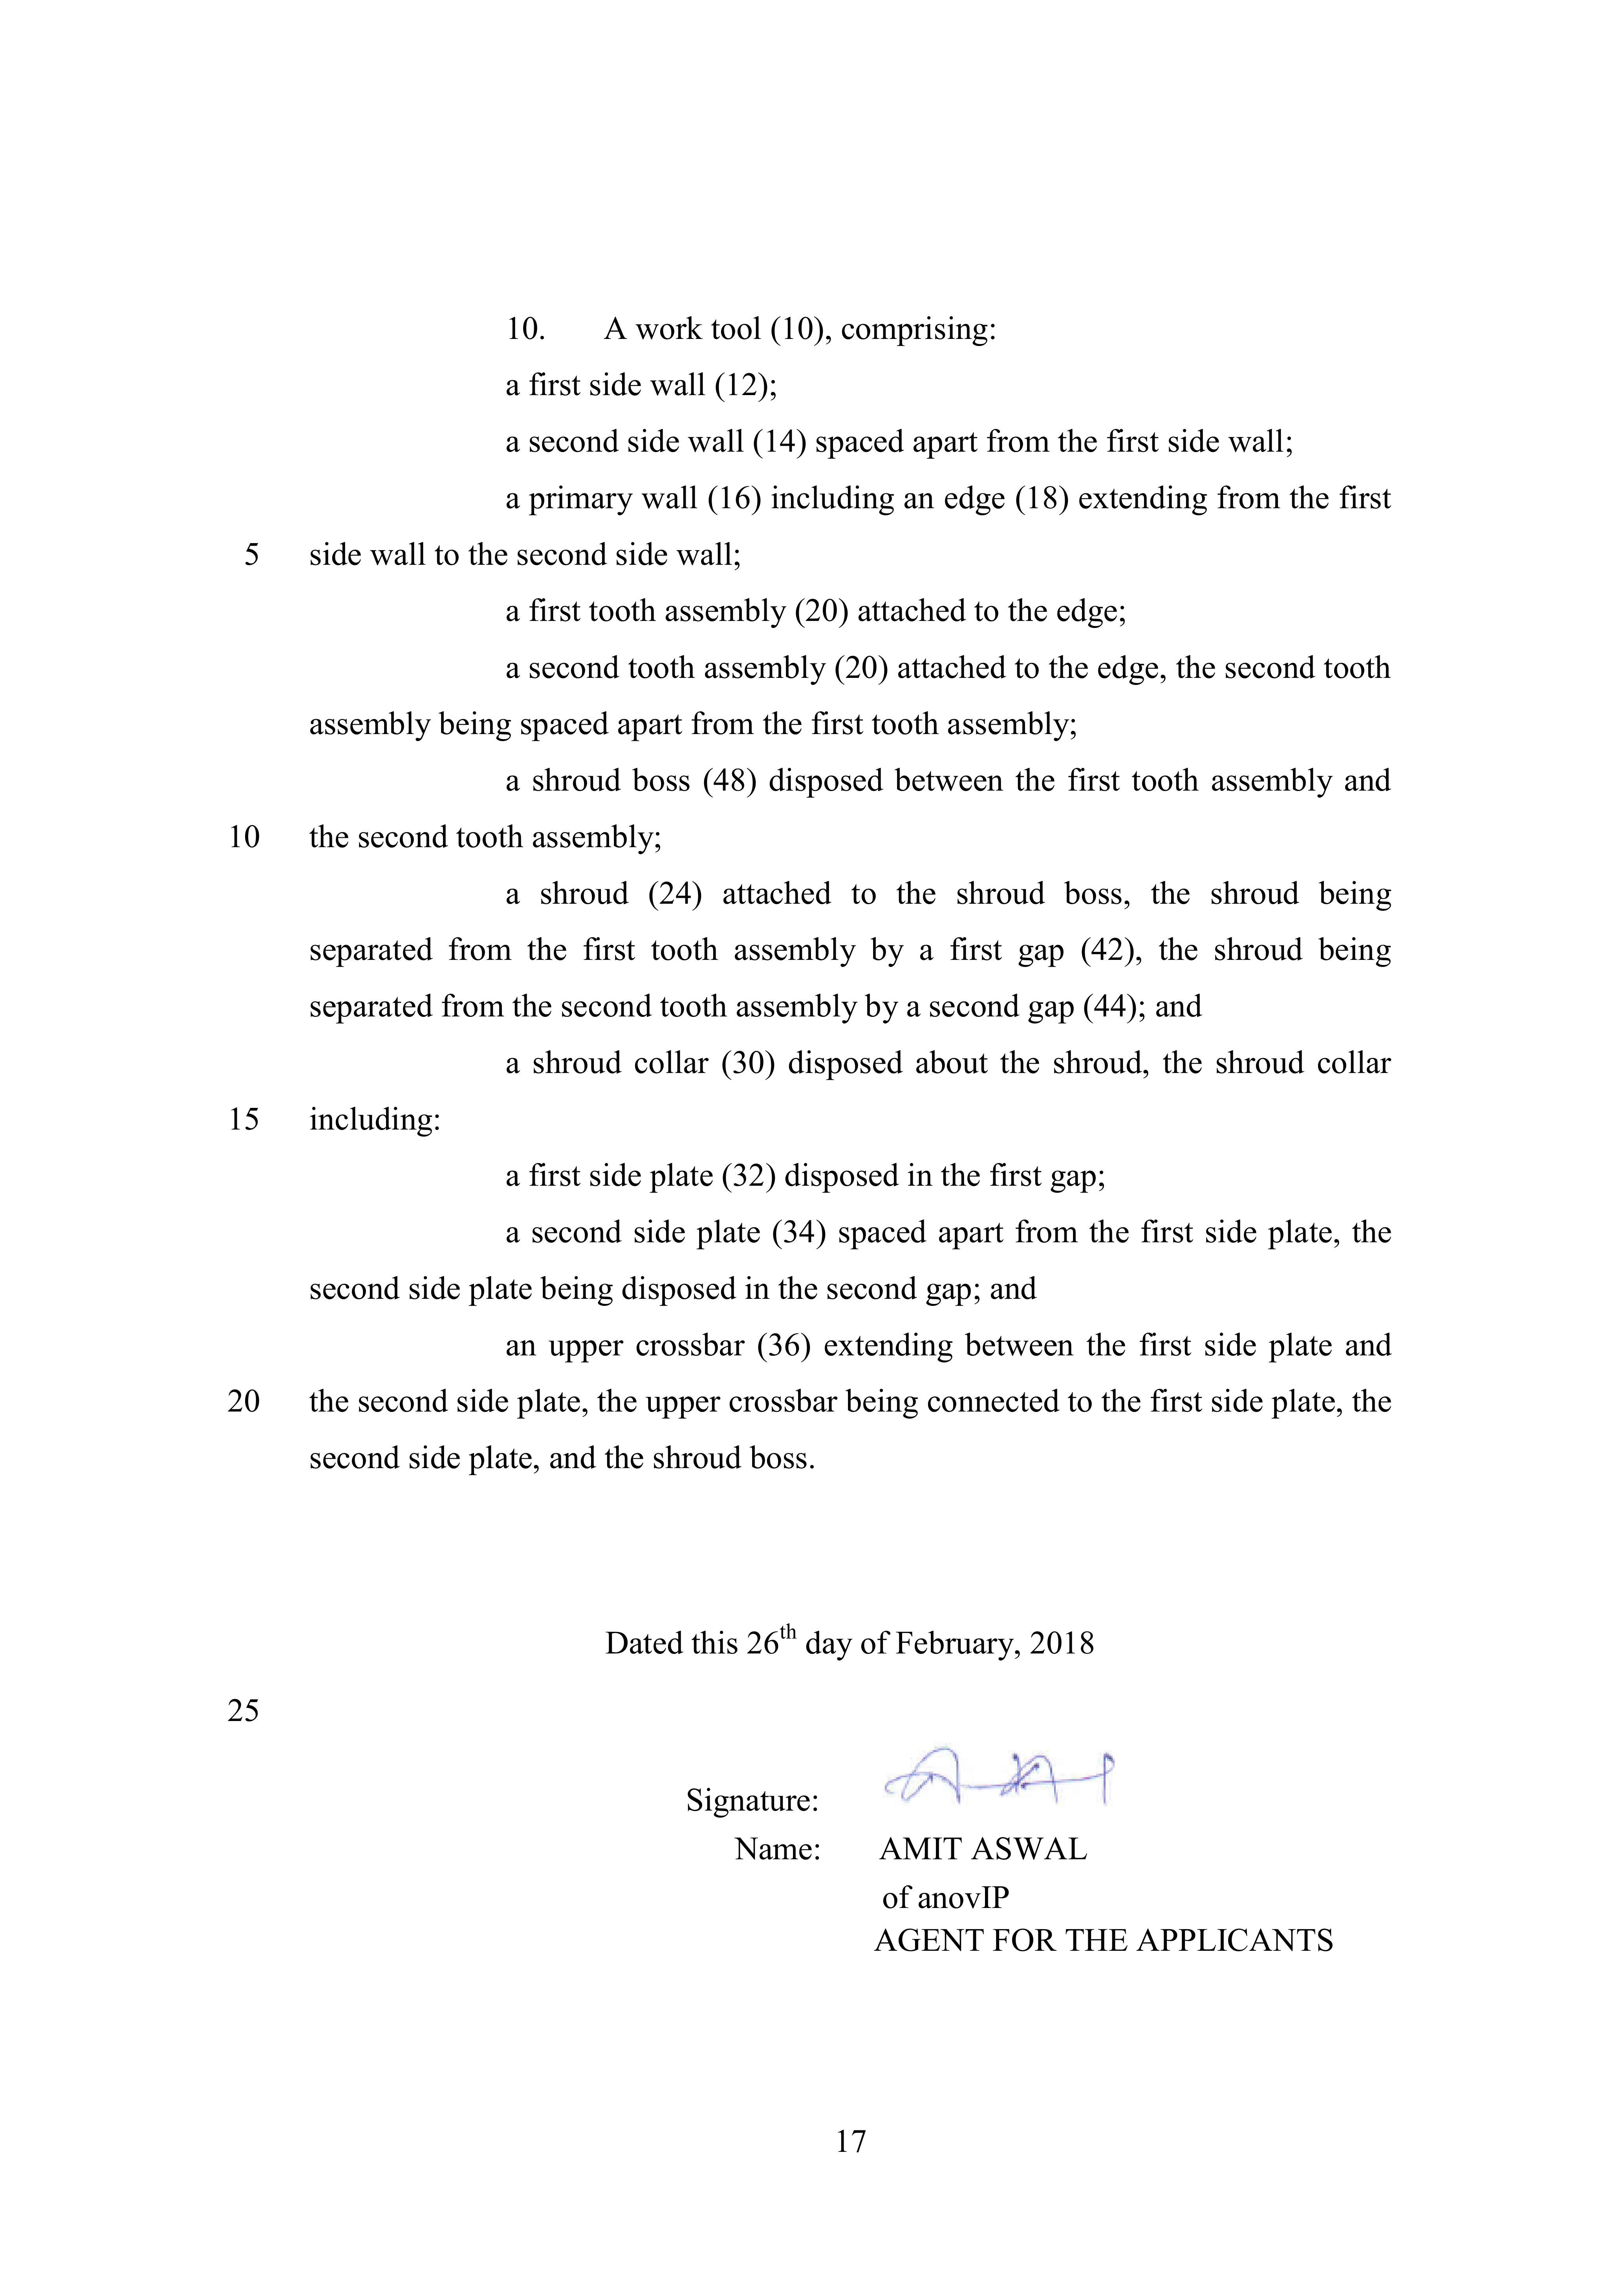 10. A work tool (10), comprising:
a first side wall (12);
a second side wall (14) spaced apart from the first side wall;
a primary wall (16) including an edge (18) extending from the first
5 side wall to the second side wall;
a first tooth assembly (20) attached to the edge;
a second tooth assembly (20) attached to the edge, the second tooth
assembly being spaced apart from the first tooth assembly;
a shroud boss (48) disposed between the first tooth assembly and
10 the second tooth assembly;
a shroud (24) attached to the shroud boss, the shroud being
separated from the first tooth assembly by a first gap (42), the shroud being
separated from the second tooth assembly by a second gap (44); and
a shroud collar (30) disposed about the shroud, the shroud collar
15 including:
a first side plate (32) disposed in the first gap;
a second side plate (34) spaced apart from the first side plate, the
second side plate being disposed in the second gap; and
an upper crossbar (36) extending between the first side plate and
20 the second side plate, the upper crossbar being connected to the first side plate, the
second side plate, and the shroud boss.
Dated this 26th day of February, 2018
25
Signature:
Name: AMIT ASWAL
of anovIP
AGENT FOR THE APPLICANTS
17